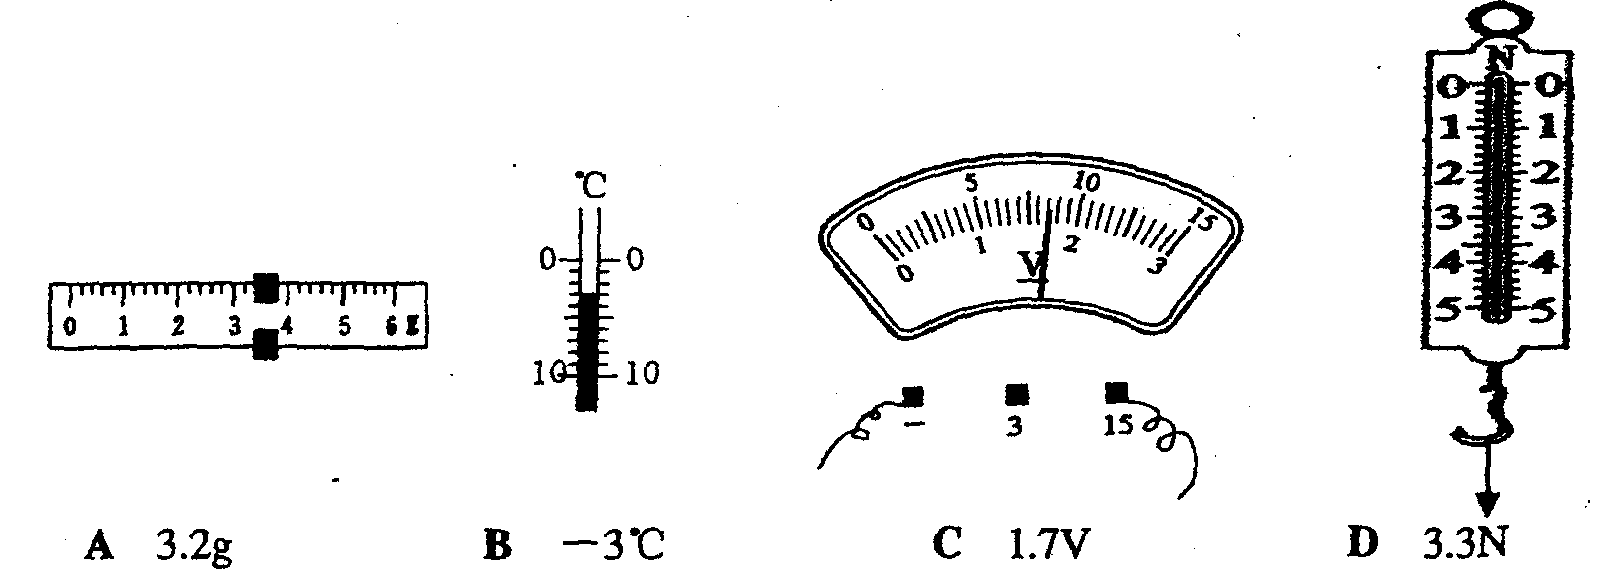 0 1 2 3 4 5 6 g
℃
0 0
10 10
0 5 10 15
0 1 2 3
V
— 3 15
N
0 0
1 1
2 2
3 3
4 4
5 5
A 3.2g
B －3℃
C 1.7V
D 3.3N